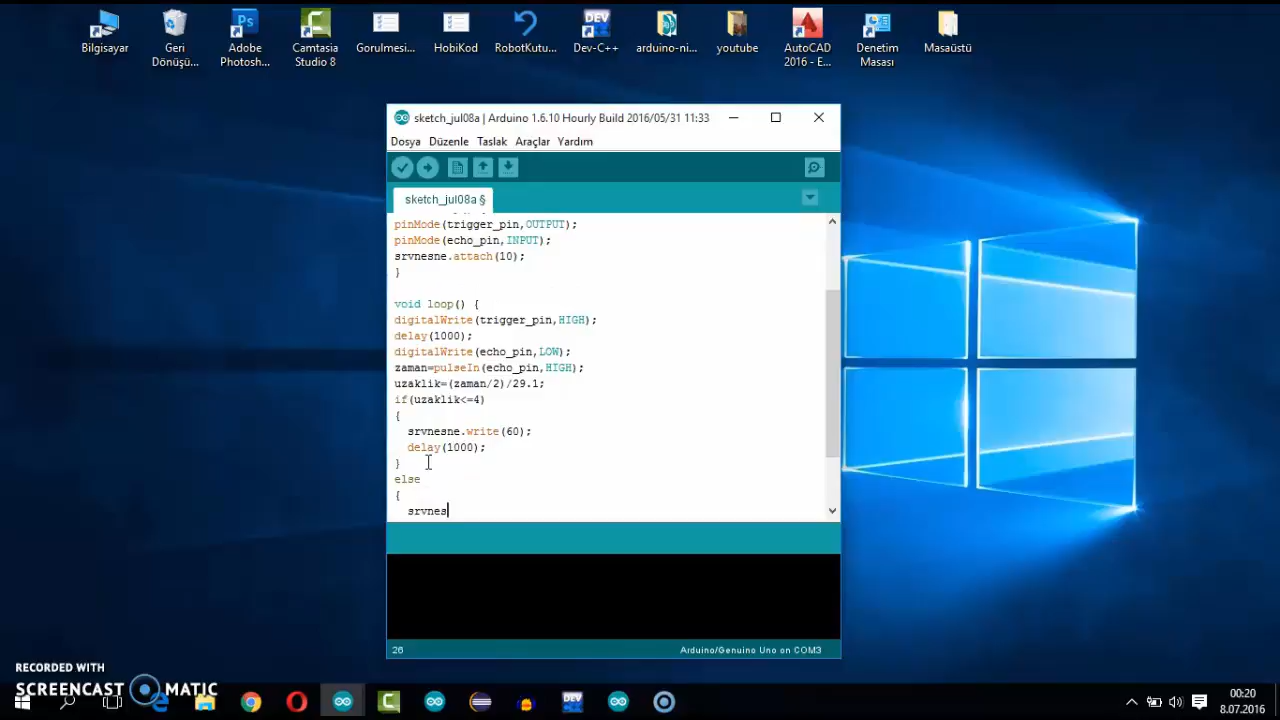 Bilgisayar
Geri
Dönüşü...
Adobe
Photosh...
Camtasia
Studio 8
Gorulmesi...
HobiKod
RobotKutu...
Dev-C++
arduino-ni...
youtube
AutoCAD
2016 - E...
Denetim
Masası
Masaüstü
sketch_jul08a | Arduino 1.6.10 Hourly Build 2016/05/31 11:33
Dosya Düzenle Taslak Araçlar Yardım
sketch_jul08a §
pinMode(trigger_pin,OUTPUT);
pinMode(echo_pin,INPUT);
srvnesne.attach(10);
}
void loop() {
digitalWrite(trigger_pin,HIGH);
delay(1000);
digitalWrite(echo_pin,LOW);
zaman=pulseIn(echo_pin,HIGH);
uzaklik=(zaman/2)/29.1;
if(uzaklik<=4)
{
srvnesne.write(60);
delay(1000);
}
else
{
srvnes
26
Arduino/Genuino Uno on COM3
RECORDED WITH
SCREENCAST MATIC
00:20
8.07.2016